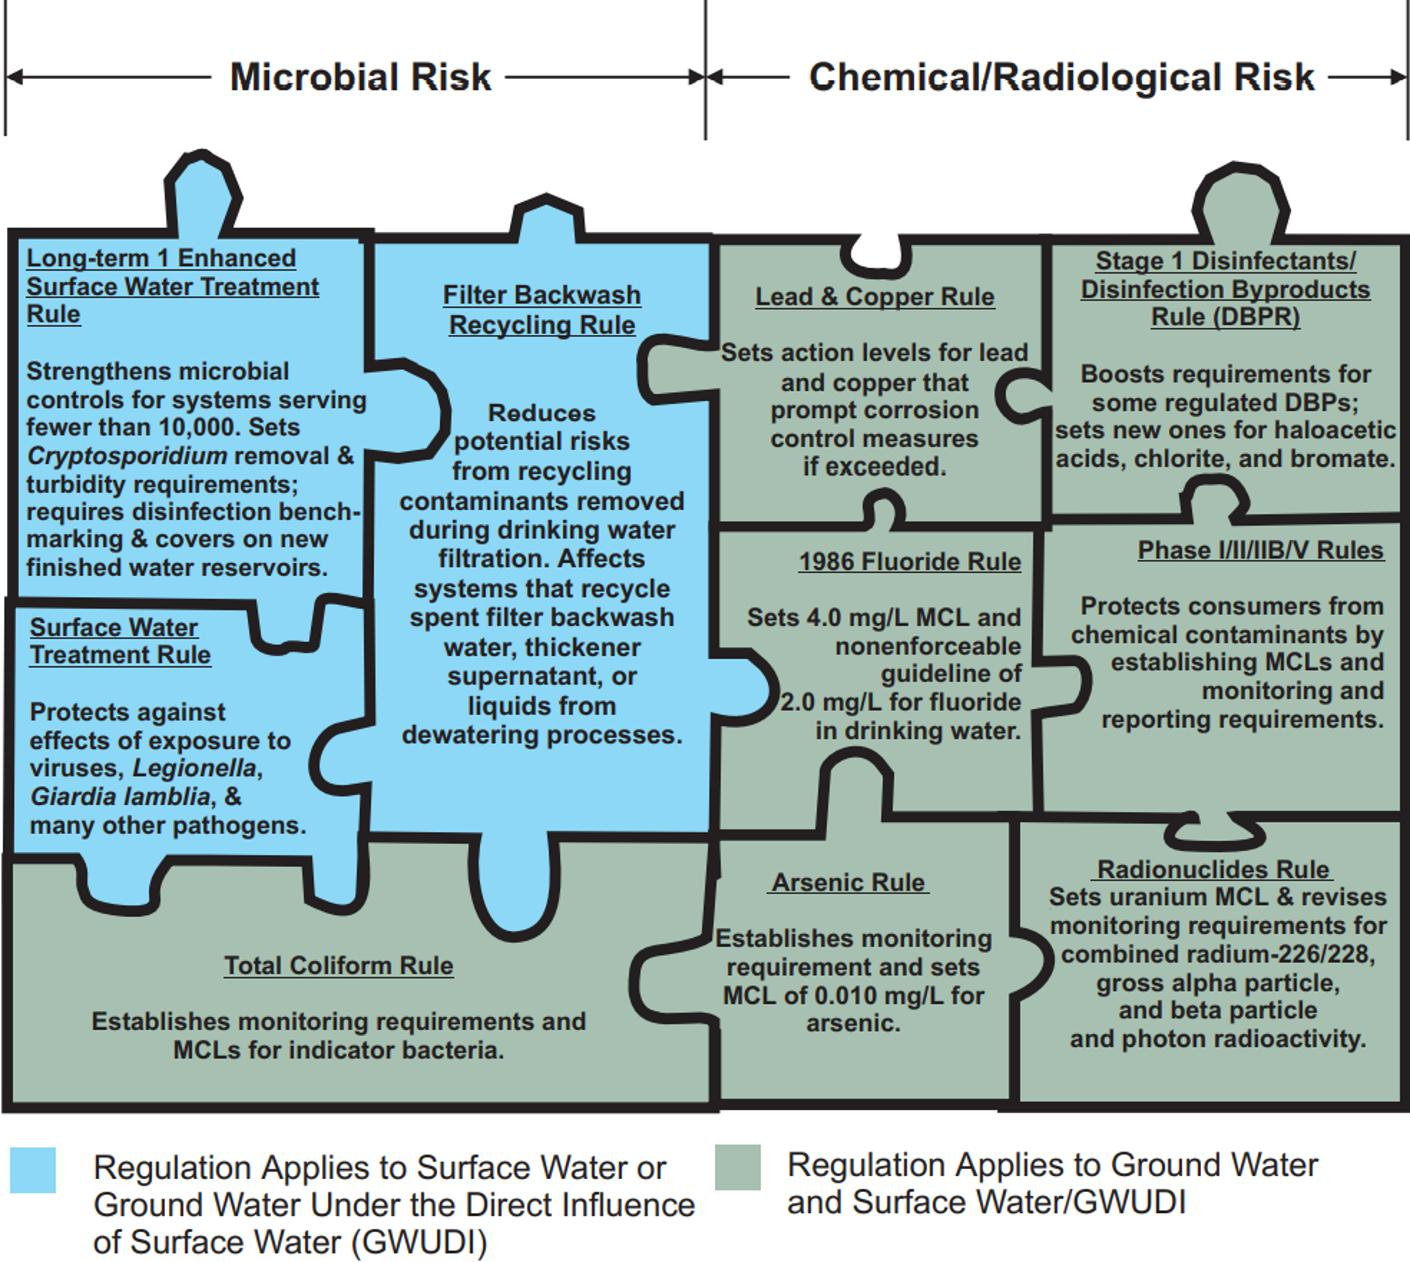 Microbial Risk
Chemical/Radiological Risk
Long-term 1 Enhanced
Surface Water Treatment
Rule
Strengthens microbial
controls for systems serving
fewer than 10,000. Sets
Cryptosporidium removal &
turbidity requirements;
requires disinfection bench-
marking & covers on new
finished water reservoirs.
Filter Backwash
Recycling Rule
Reduces
potential risks
from recycling
contaminants removed
during drinking water
filtration. Affects
systems that recycle
spent filter backwash
water, thickener
supernatant, or
liquids from
dewatering processes.
Lead & Copper Rule
Sets action levels for lead
and copper that
prompt corrosion
control measures
if exceeded.
Stage 1 Disinfectants/
Disinfection Byproducts
Rule (DBPR)
Boosts requirements for
some regulated DBPs;
sets new ones for haloacetic
acids, chlorite, and bromate.
Surface Water
Treatment Rule
Protects against
effects of exposure to
viruses, Legionella,
Giardia lamblia, &
many other pathogens.
1986 Fluoride Rule
Sets 4.0 mg/L MCL and
nonenforceable
guideline of
2.0 mg/L for fluoride
in drinking water.
Phase I/II/IIB/V Rules
Protects consumers from
chemical contaminants by
establishing MCLs and
monitoring and
reporting requirements.
Total Coliform Rule
Establishes monitoring requirements and
MCLs for indicator bacteria.
Arsenic Rule
Establishes monitoring
requirement and sets
MCL of 0.010 mg/L for
arsenic.
Radionuclides Rule
Sets uranium MCL & revises
monitoring requirements for
combined radium-226/228,
gross alpha particle,
and beta particle
and photon radioactivity.
Regulation Applies to Surface Water or
Ground Water Under the Direct Influence
of Surface Water (GWUDI)
Regulation Applies to Ground Water
and Surface Water/GWUDI